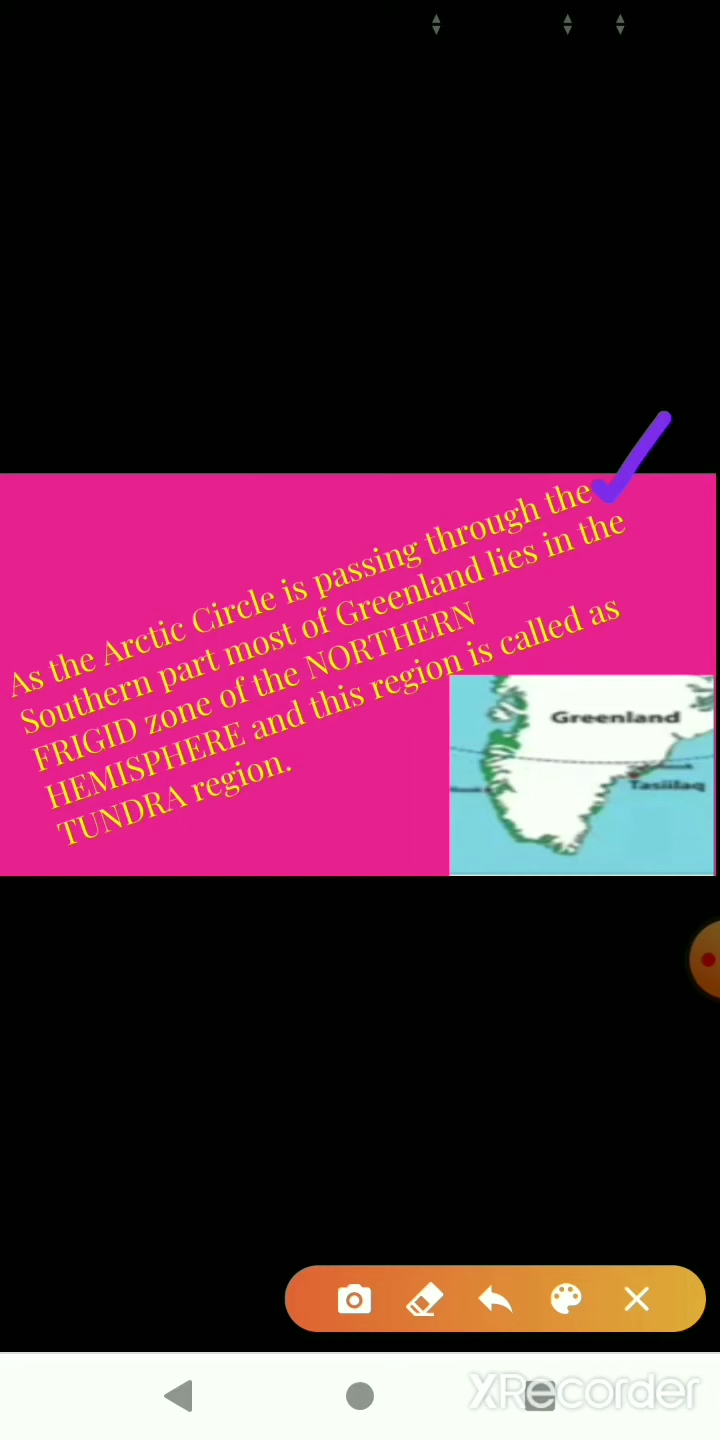 As the Arctic Circle is passing through the
Southern part most of Greenland lies in the
FRIGID zone of the NORTHERN
HEMISPHERE and this region is called as
TUNDRA region.
Greenland
Tasiilaq
XRecorder